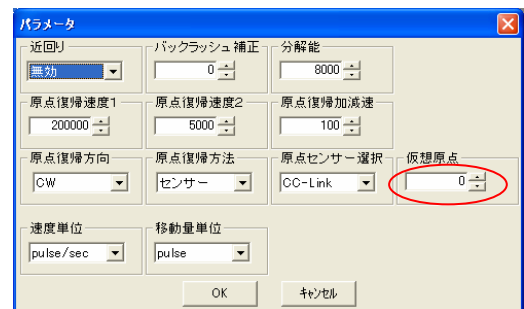 パラメータ
近回り バックラッシュ補正 分解能
無効 0 8000
原点復帰速度1 原点復帰速度2 原点復帰加減速
200000 5000 100
原点復帰方向 原点復帰方法 原点センサー選択 仮想原点
CW センサー CC-Link 0
速度単位 移動量単位
pulse/sec pulse
OK キャンセル